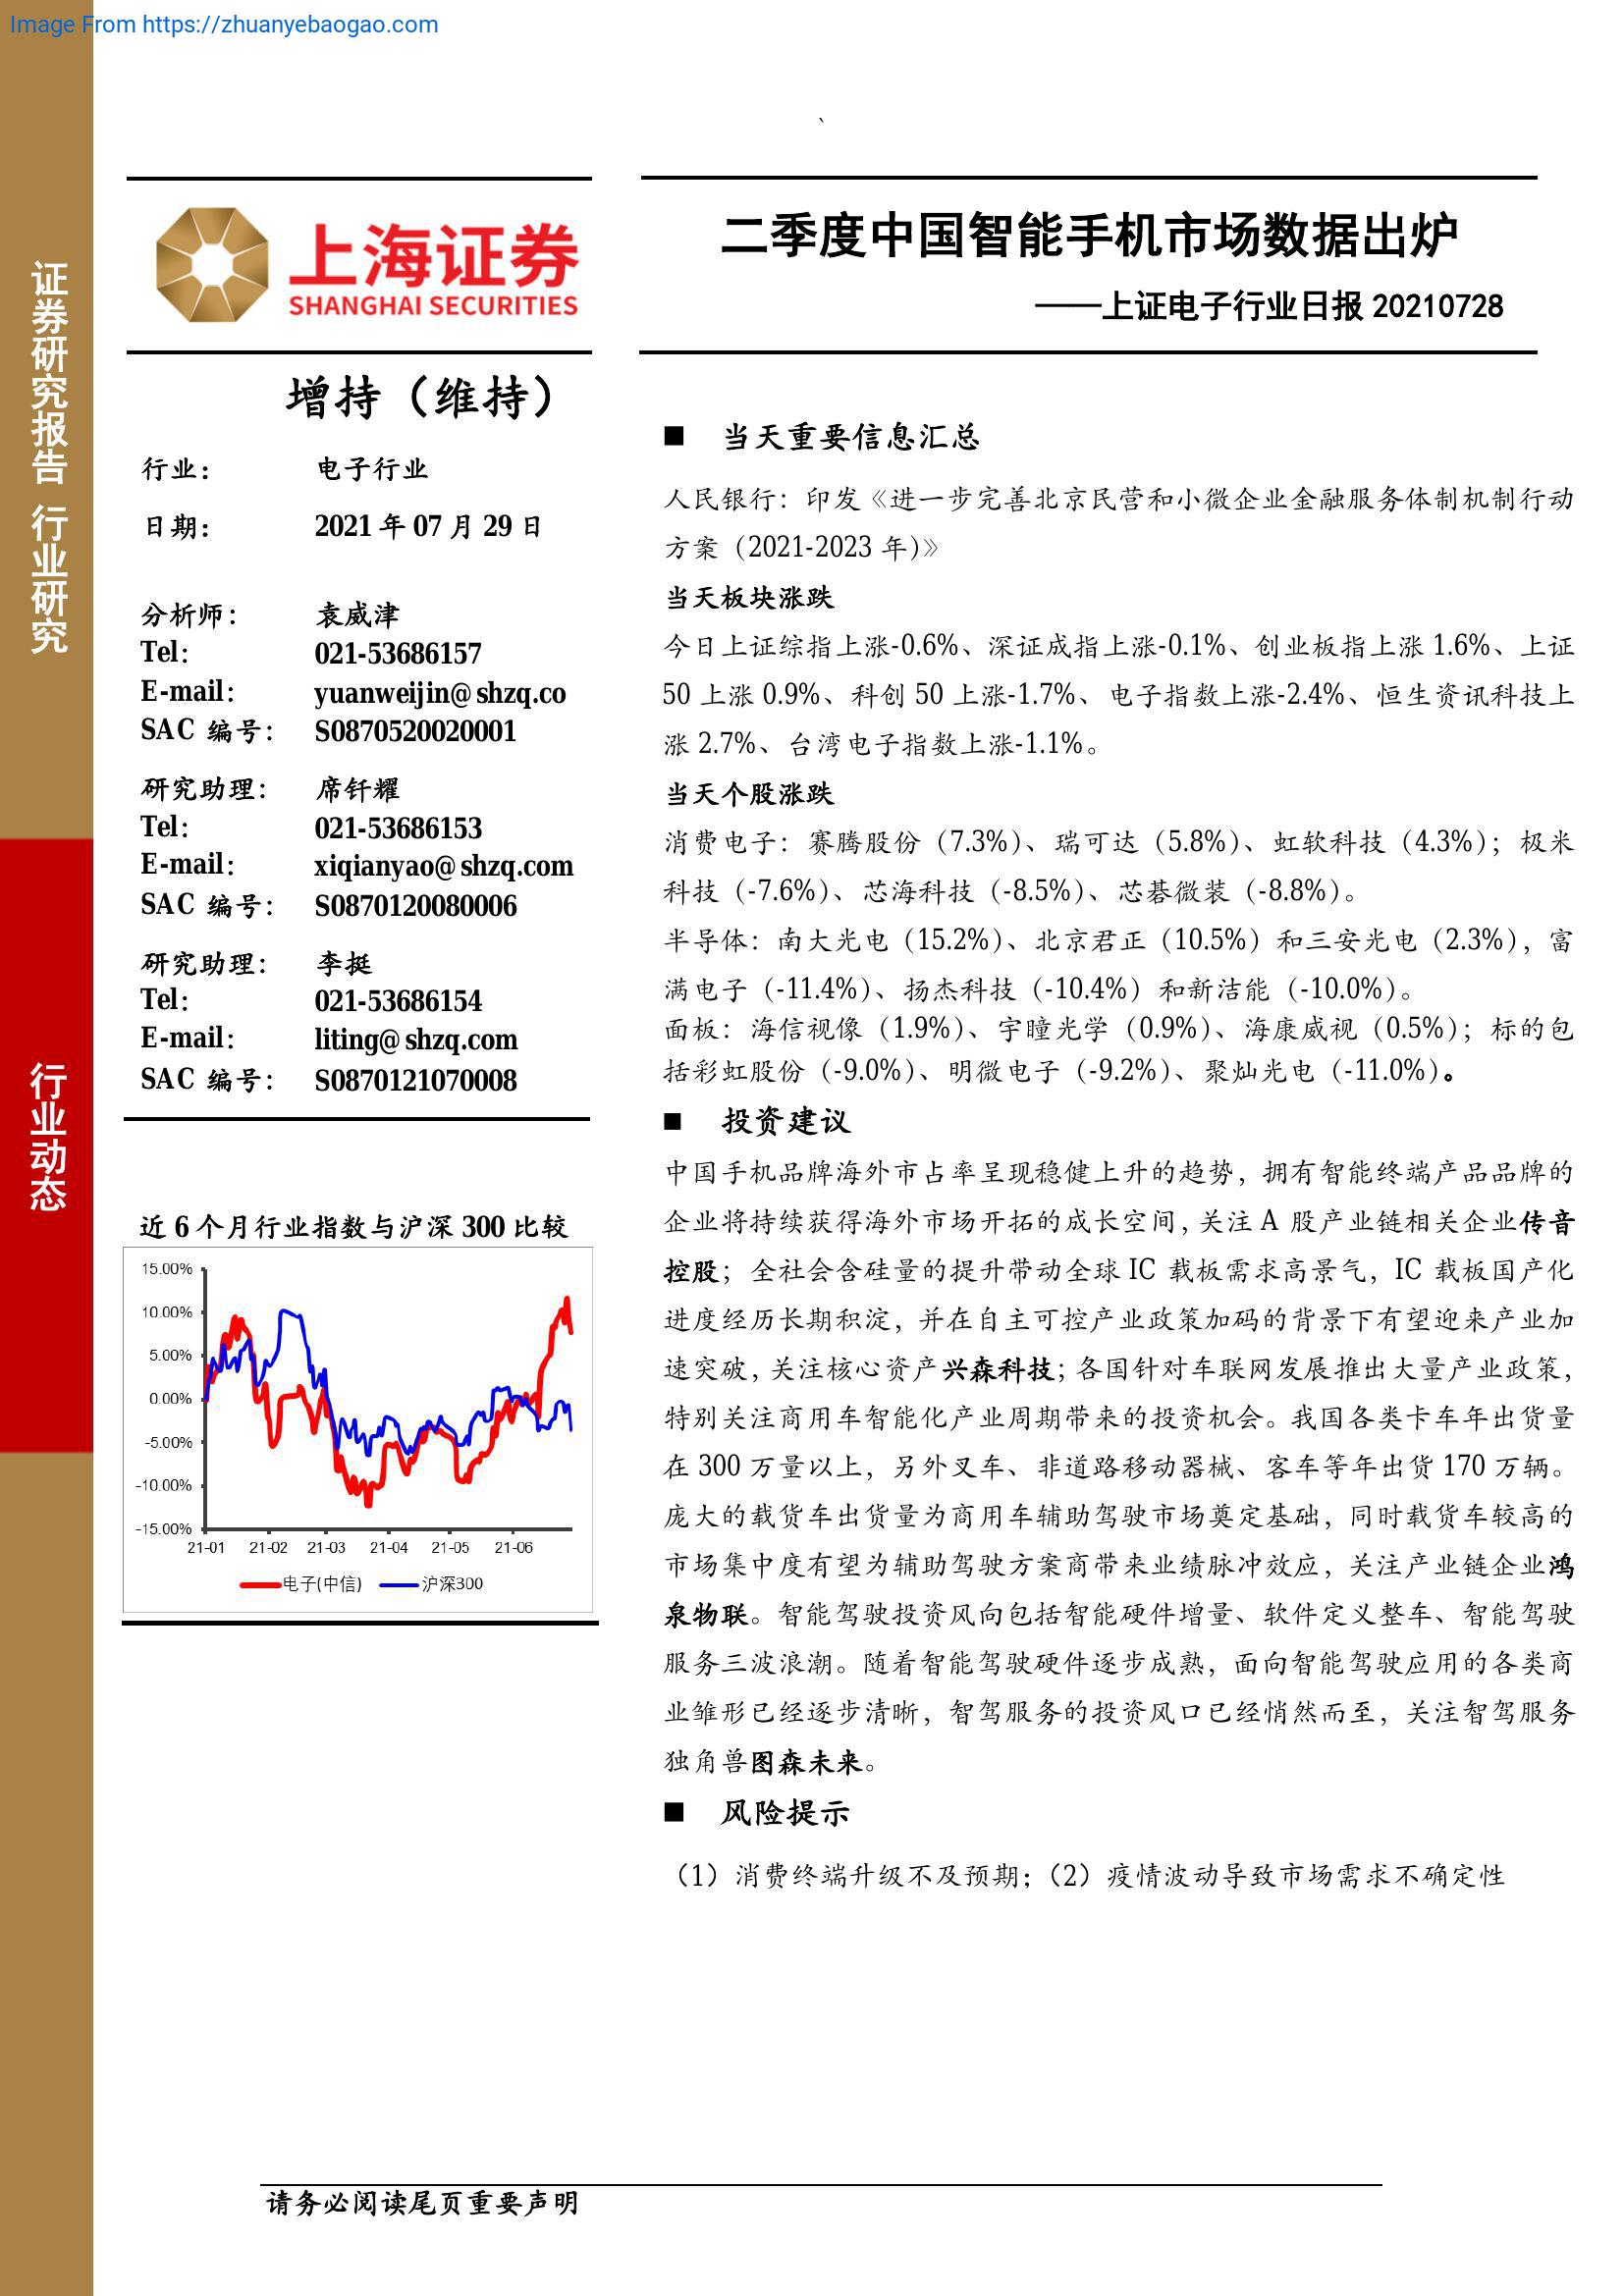 Image From https://zhuanyebaogao.com
、
证券研究报告 行业研究
行业动态
上海证券
SHANGHAI SECURITIES
二季度中国智能手机市场数据出炉
——上证电子行业日报 20210728
增持（维持）
行业： 电子行业
日期： 2021 年 07 月 29 日
分析师： 袁威津
Tel： 021-53686157
E-mail： yuanweijin@shzq.co
SAC 编号： S0870520020001
研究助理： 席钎耀
Tel： 021-53686153
E-mail： xiqianyao@shzq.com
SAC 编号： S0870120080006
研究助理： 李挺
Tel： 021-53686154
E-mail： liting@shzq.com
SAC 编号： S0870121070008
近 6 个月行业指数与沪深 300 比较
15.00%
10.00%
5.00%
0.00%
-5.00%
-10.00%
-15.00%
21-01 21-02 21-03 21-04 21-05 21-06
电子(中信) 沪深300
■ 当天重要信息汇总
人民银行：印发《进一步完善北京民营和小微企业金融服务体制机制行动
方案（2021-2023 年）》
当天板块涨跌
今日上证综指上涨-0.6%、深证成指上涨-0.1%、创业板指上涨 1.6%、上证
50 上涨 0.9%、科创 50 上涨-1.7%、电子指数上涨-2.4%、恒生资讯科技上
涨 2.7%、台湾电子指数上涨-1.1%。
当天个股涨跌
消费电子：赛腾股份（7.3%）、瑞可达（5.8%）、虹软科技（4.3%）；极米
科技（-7.6%）、芯海科技（-8.5%）、芯碁微装（-8.8%）。
半导体：南大光电（15.2%）、北京君正（10.5%）和三安光电（2.3%），富
满电子（-11.4%）、扬杰科技（-10.4%）和新洁能（-10.0%）。
面板：海信视像（1.9%）、宇瞳光学（0.9%）、海康威视（0.5%）；标的包
括彩虹股份（-9.0%）、明微电子（-9.2%）、聚灿光电（-11.0%）。
■ 投资建议
中国手机品牌海外市占率呈现稳健上升的趋势，拥有智能终端产品品牌的
企业将持续获得海外市场开拓的成长空间，关注 A 股产业链相关企业传音
控股；全社会含硅量的提升带动全球 IC 载板需求高景气，IC 载板国产化
进度经历长期积淀，并在自主可控产业政策加码的背景下有望迎来产业加
速突破，关注核心资产兴森科技；各国针对车联网发展推出大量产业政策，
特别关注商用车智能化产业周期带来的投资机会。我国各类卡车年出货量
在 300 万量以上，另外叉车、非道路移动器械、客车等年出货 170 万辆。
庞大的载货车出货量为商用车辅助驾驶市场奠定基础，同时载货车较高的
市场集中度有望为辅助驾驶方案商带来业绩脉冲效应，关注产业链企业鸿
泉物联。智能驾驶投资风向包括智能硬件增量、软件定义整车、智能驾驶
服务三波浪潮。随着智能驾驶硬件逐步成熟，面向智能驾驶应用的各类商
业雏形已经逐步清晰，智驾服务的投资风口已经悄然而至，关注智驾服务
独角兽图森未来。
■ 风险提示
（1）消费终端升级不及预期；（2）疫情波动导致市场需求不确定性
请务必阅读尾页重要声明